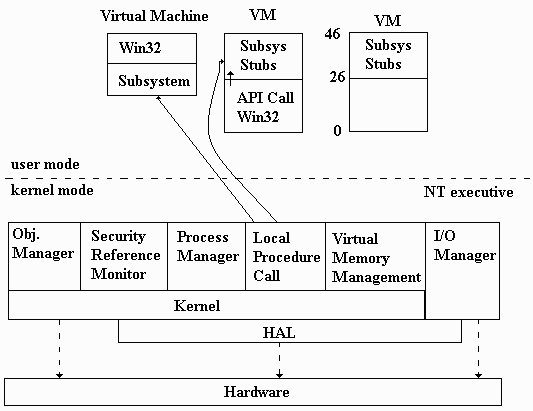 Virtual Machine
VM
VM
Win32
Subsystem
Subsys
Stubs
API Call
Win32
46
Subsys
Stubs
26
0
user mode
kernel mode
NT executive
Obj.
Manager
Security
Reference
Monitor
Process
Manager
Local
Procedure
Call
Virtual
Memory
Management
I/O
Manager
Kernel
HAL
Hardware